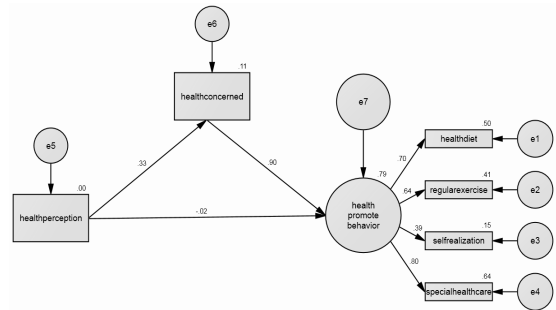 e6
.11
healthconcerned
e5
.33
.90
e7
.00
healthperception
-.02
.79
health
promote
behavior
.70
.50
healthdiet
e1
.64
.41
regularexercise
e2
.39
.15
selfrealization
e3
.80
.64
specialhealthcare
e4